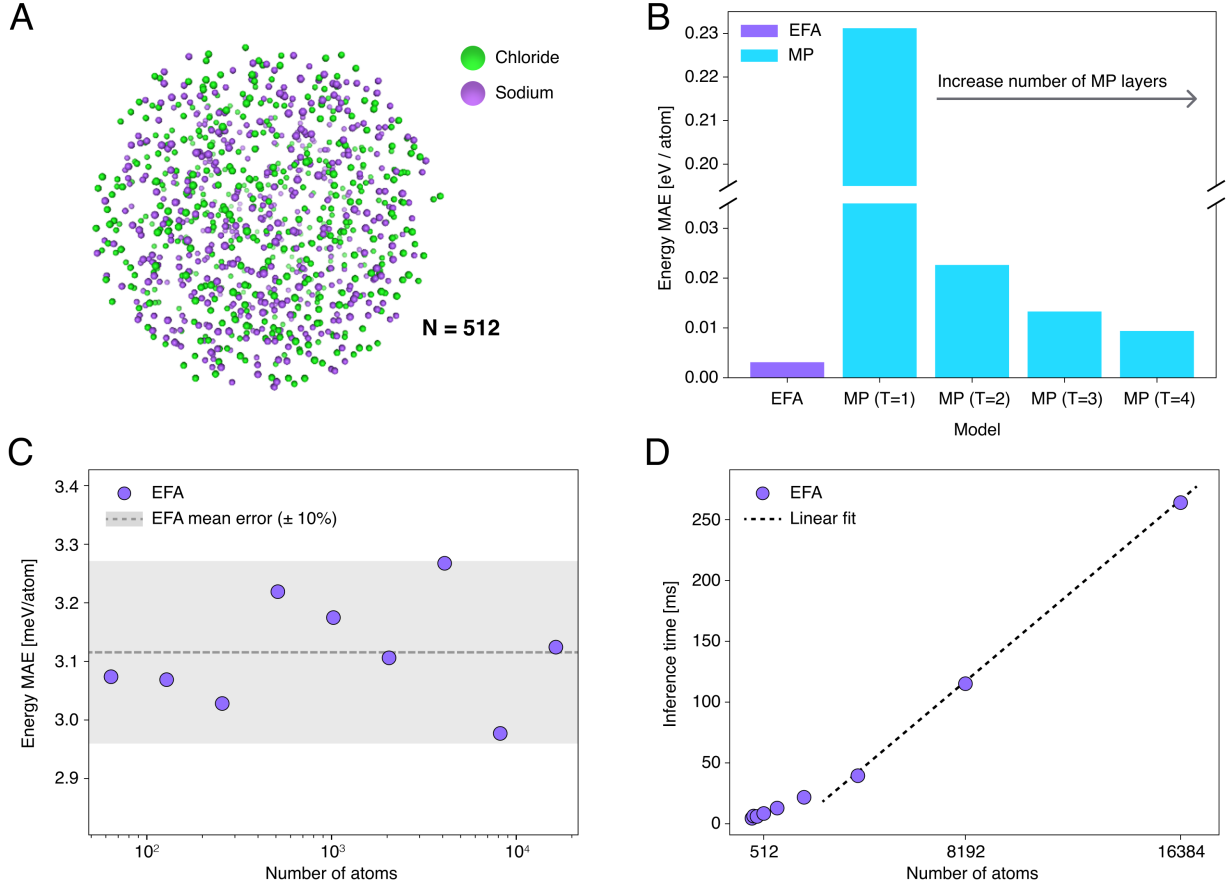 A
Chloride
Sodium
N = 512
B
EFA
MP
Increase number of MP layers
Energy MAE [eV / atom]
0.23
0.22
0.21
0.20
0.03
0.02
0.01
0.00
EFA
MP (T=1)
MP (T=2)
MP (T=3)
MP (T=4)
Model
C
EFA
EFA mean error (± 10%)
Energy MAE [meV/atom]
3.4
3.3
3.2
3.1
3.0
2.9
10²
10³
10⁴
Number of atoms
D
EFA
Linear fit
Inference time [ms]
250
200
150
100
50
0
512
8192
16384
Number of atoms